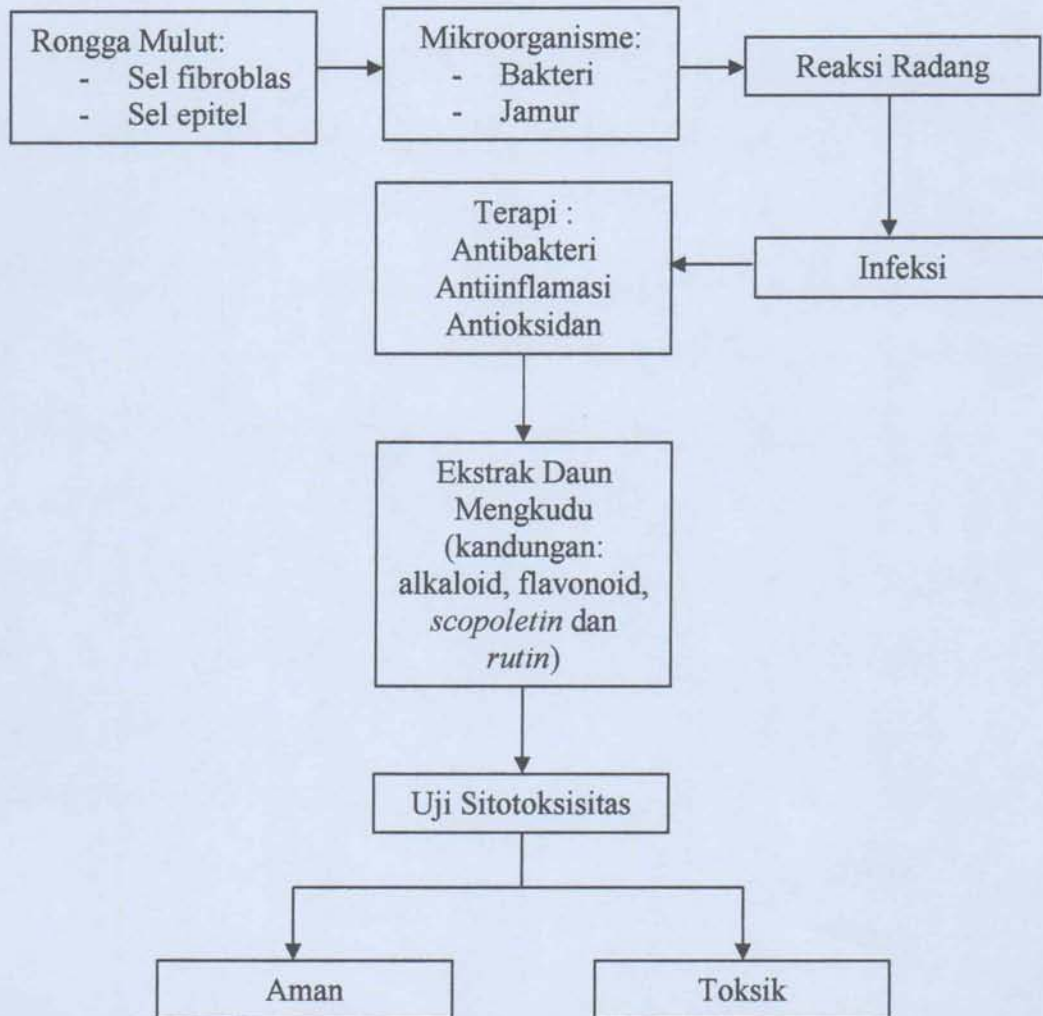 Rongga Mulut:
- Sel fibroblas
- Sel epitel
Mikroorganisme:
- Bakteri
- Jamur
Reaksi Radang
Infeksi
Terapi :
Antibakteri
Antiinflamasi
Antioksidan
Ekstrak Daun
Mengkudu
(kandungan:
alkaloid, flavonoid,
scopoletin dan
rutin)
Uji Sitotoksisitas
Aman
Toksik